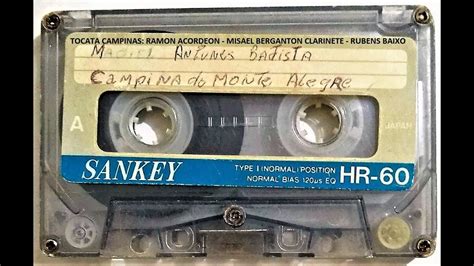 TOCATA CAMPINAS: RAMON ACORDEON - MISAEL BERGANTON CLARINETE - RUBENS BAIXO
Antunes Batista
Campina do Monte Alegre
A
JAPAN
SANKEY
TYPE I (NORMAL) POSITION
NORMAL BIAS 120µs EQ
HR-60